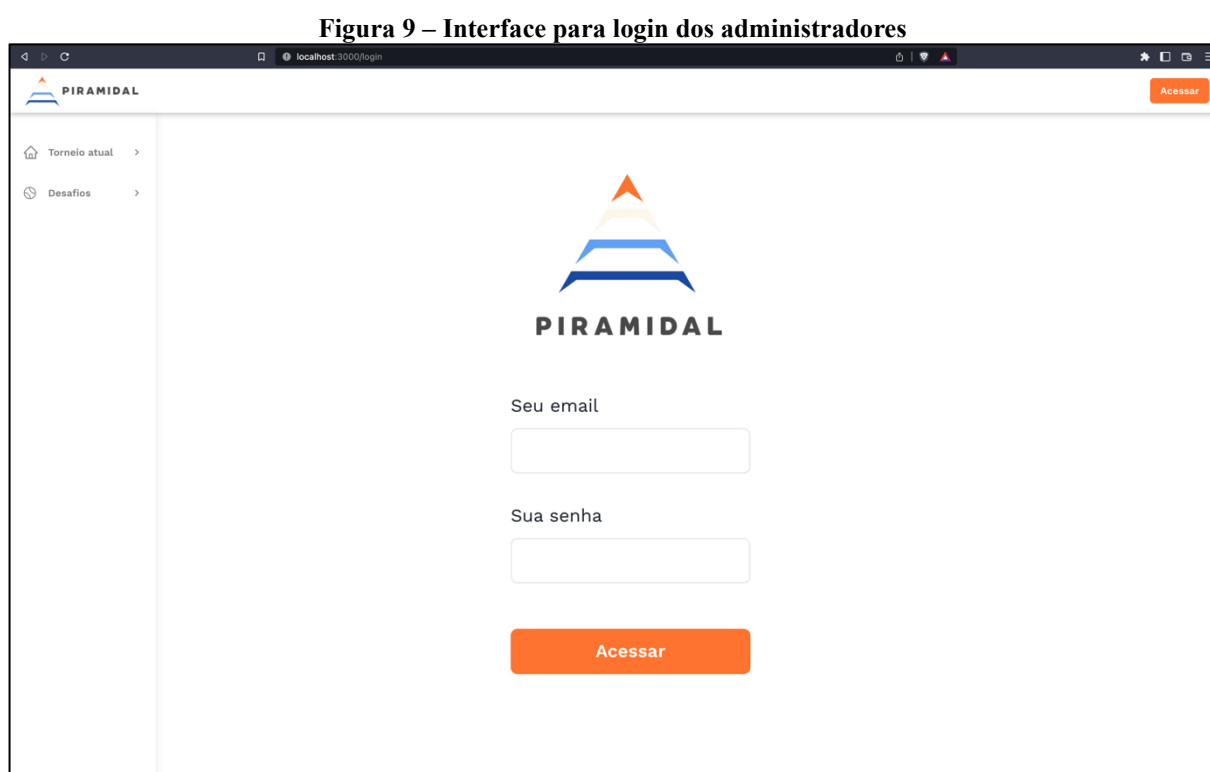 Figura 9 – Interface para login dos administradores
localhost:3000/login
PIRAMIDAL
Acessar
Torneio atual
Desafios
PIRAMIDAL
Seu email
Sua senha
Acessar